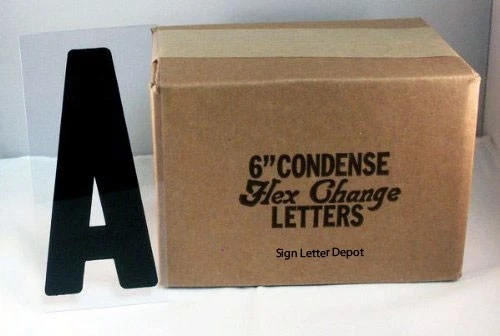 A
6” CONDENSE
Flex Change
LETTERS
Sign Letter Depot